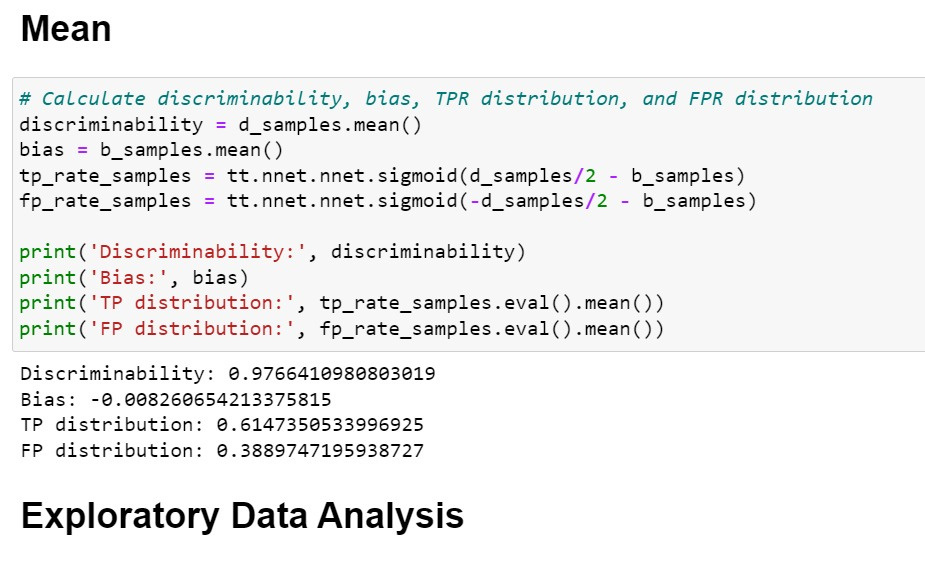 Mean
# Calculate discriminability, bias, TPR distribution, and FPR distribution
discriminability = d_samples.mean()
bias = b_samples.mean()
tp_rate_samples = tt.nnet.nnet.sigmoid(d_samples/2 - b_samples)
fp_rate_samples = tt.nnet.nnet.sigmoid(-d_samples/2 - b_samples)
print('Discriminability:', discriminability)
print('Bias:', bias)
print('TP distribution:', tp_rate_samples.eval().mean())
print('FP distribution:', fp_rate_samples.eval().mean())
Discriminability: 0.9766410980803019
Bias: -0.008260654213375815
TP distribution: 0.6147350533996925
FP distribution: 0.3889747195938727
Exploratory Data Analysis